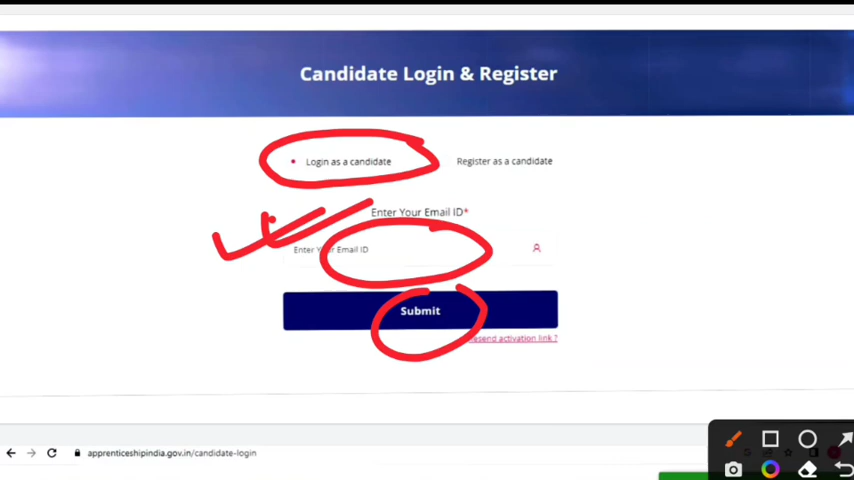 Candidate Login & Register
Login as a candidate Register as a candidate
Enter Your Email ID*
Enter Your Email ID
Submit
Resend activation link ?
apprenticeshipindia.gov.in/candidate-login